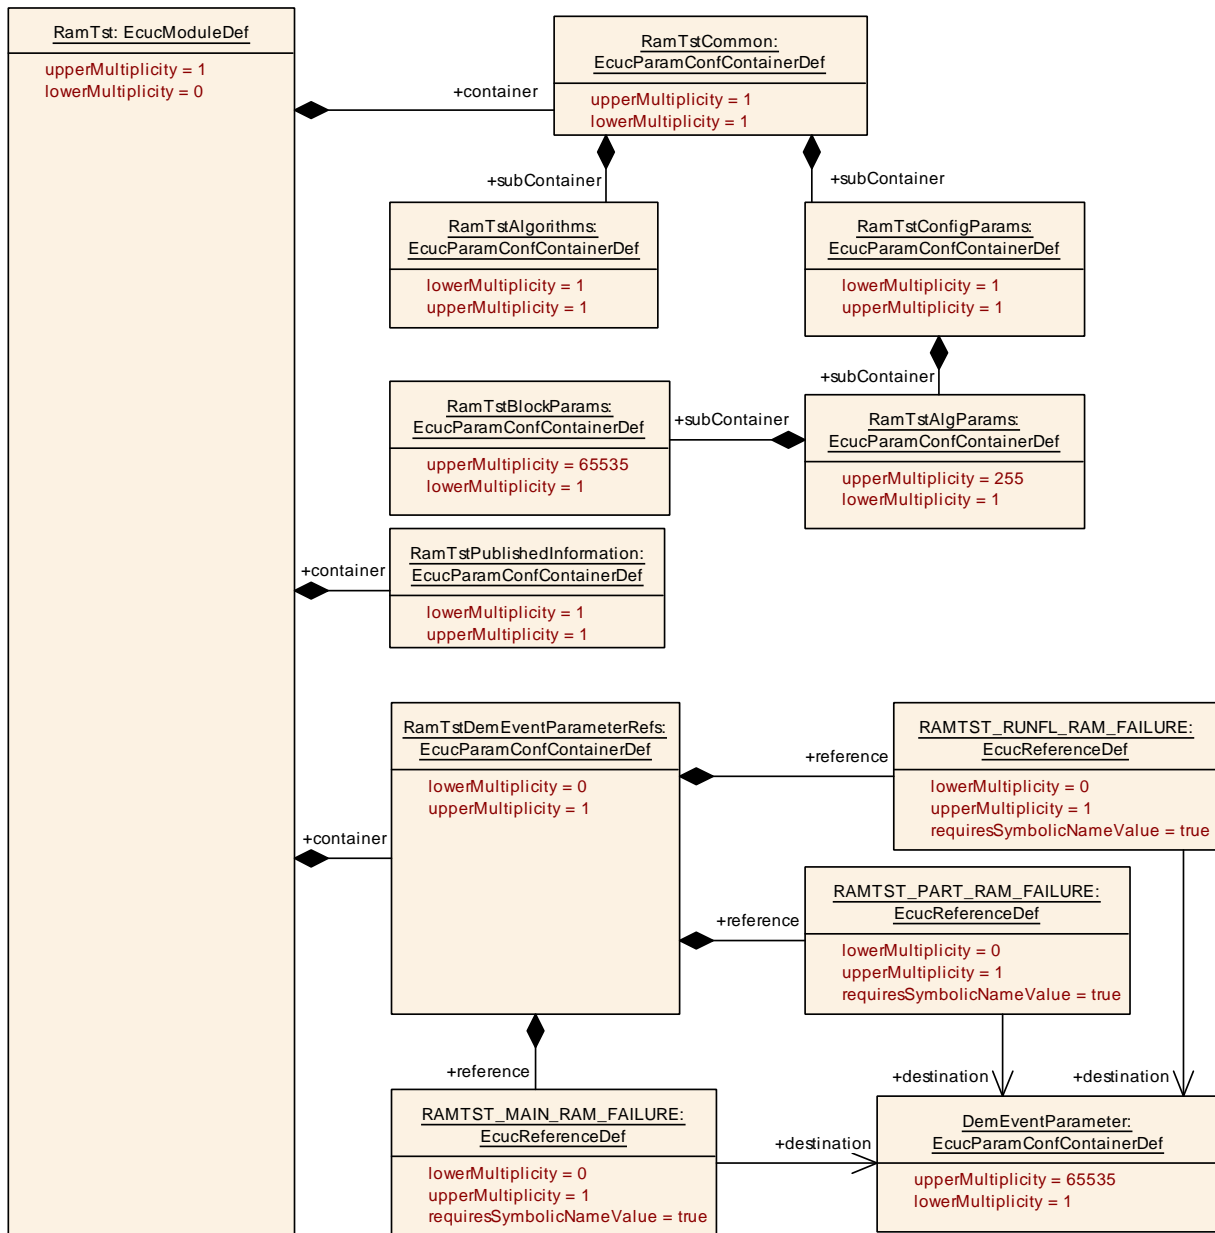 RamTst: EcucModuleDef
upperMultiplicity = 1
lowerMultiplicity = 0
+container
RamTstCommon:
EcucParamConfContainerDef
upperMultiplicity = 1
lowerMultiplicity = 1
+subContainer
+subContainer
RamTstAlgorithms:
EcucParamConfContainerDef
lowerMultiplicity = 1
upperMultiplicity = 1
RamTstConfigParams:
EcucParamConfContainerDef
lowerMultiplicity = 1
upperMultiplicity = 1
+subContainer
RamTstBlockParams:
EcucParamConfContainerDef
upperMultiplicity = 65535
lowerMultiplicity = 1
+subContainer
RamTstAlgParams:
EcucParamConfContainerDef
upperMultiplicity = 255
lowerMultiplicity = 1
+container
RamTstPublishedInformation:
EcucParamConfContainerDef
lowerMultiplicity = 1
upperMultiplicity = 1
+container
RamTstDemEventParameterRefs:
EcucParamConfContainerDef
lowerMultiplicity = 0
upperMultiplicity = 1
+reference
RAMTST_RUNFL_RAM_FAILURE:
EcucReferenceDef
lowerMultiplicity = 0
upperMultiplicity = 1
requiresSymbolicNameValue = true
+reference
RAMTST_PART_RAM_FAILURE:
EcucReferenceDef
lowerMultiplicity = 0
upperMultiplicity = 1
requiresSymbolicNameValue = true
+reference
+destination
+destination
RAMTST_MAIN_RAM_FAILURE:
EcucReferenceDef
lowerMultiplicity = 0
upperMultiplicity = 1
requiresSymbolicNameValue = true
+destination
DemEventParameter:
EcucParamConfContainerDef
upperMultiplicity = 65535
lowerMultiplicity = 1